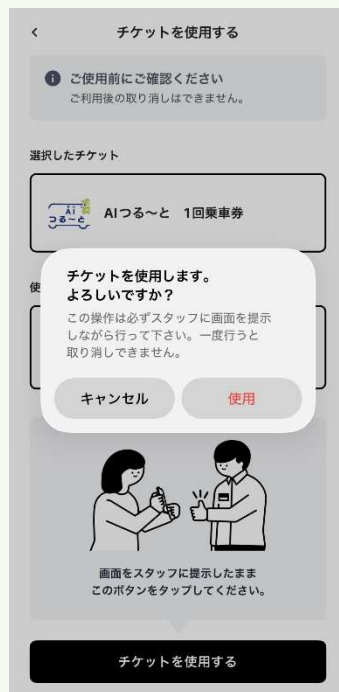 チケットを使用する
ご使用前にご確認ください
ご利用後の取り消しはできません。
選択したチケット
AI
つる～と
AIつる～と 1回乗車券
使
チケットを使用します。
よろしいですか？
この操作は必ずスタッフに画面を提示
しながら行って下さい。一度行うと
取り消しできません。
キャンセル
使用
画面をスタッフに提示したまま
このボタンをタップしてください。
チケットを使用する